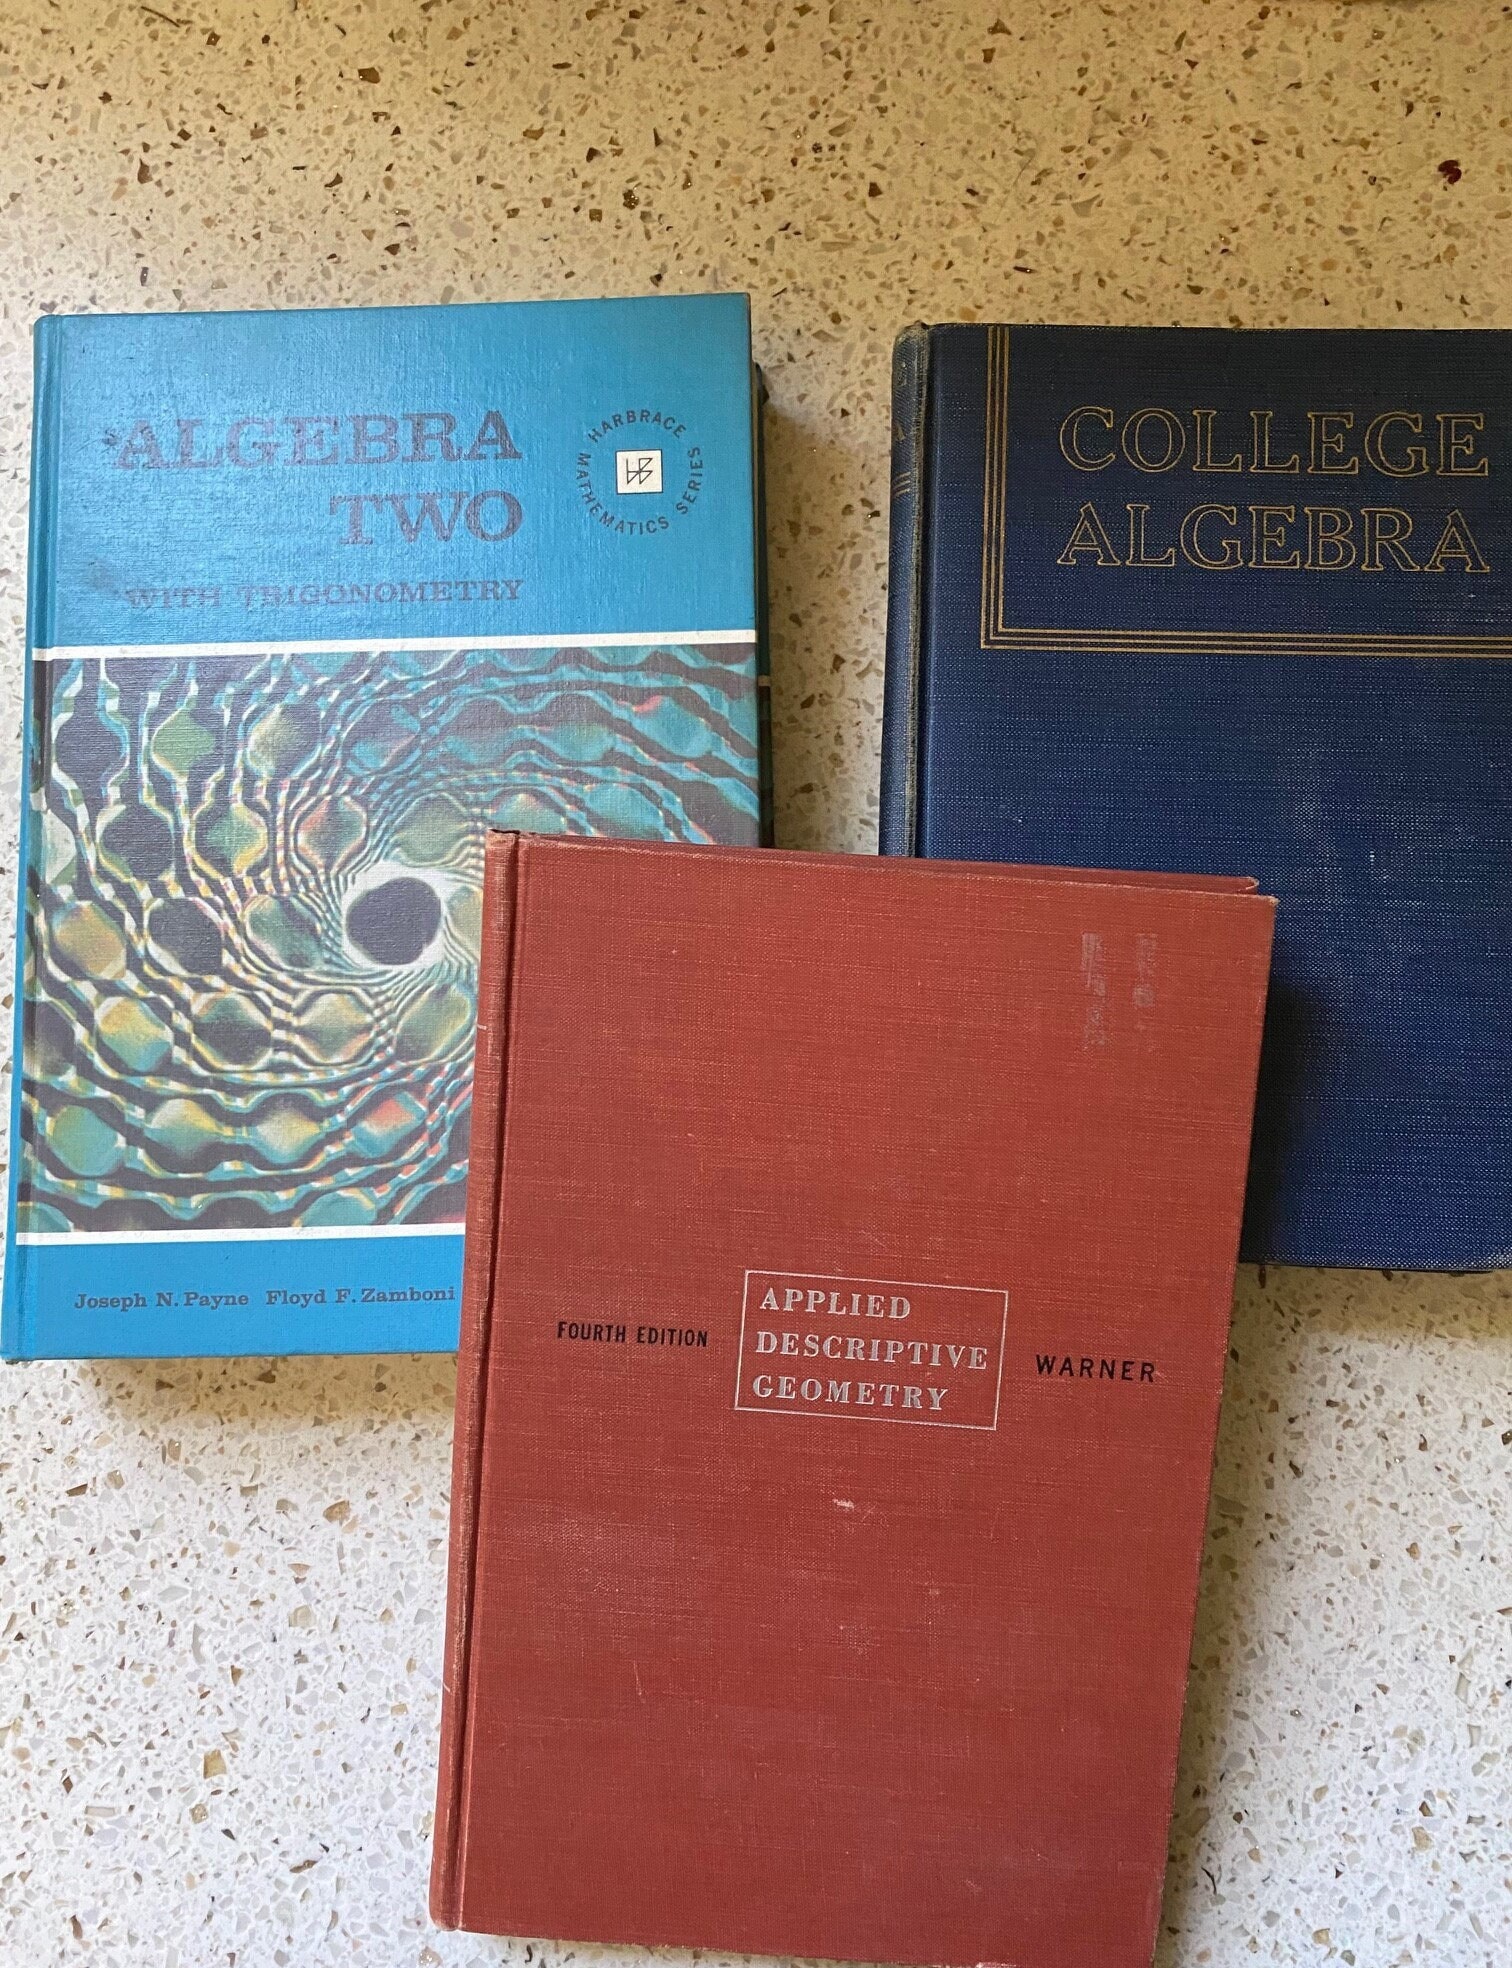 ALGEBRA
TWO
WITH TRIGONOMETRY
HARBRACE MATHEMATICS SERIES
HB
Joseph N. Payne Floyd F. Zamboni
COLLEGE
ALGEBRA
FOURTH EDITION
APPLIED
DESCRIPTIVE
GEOMETRY
WARNER